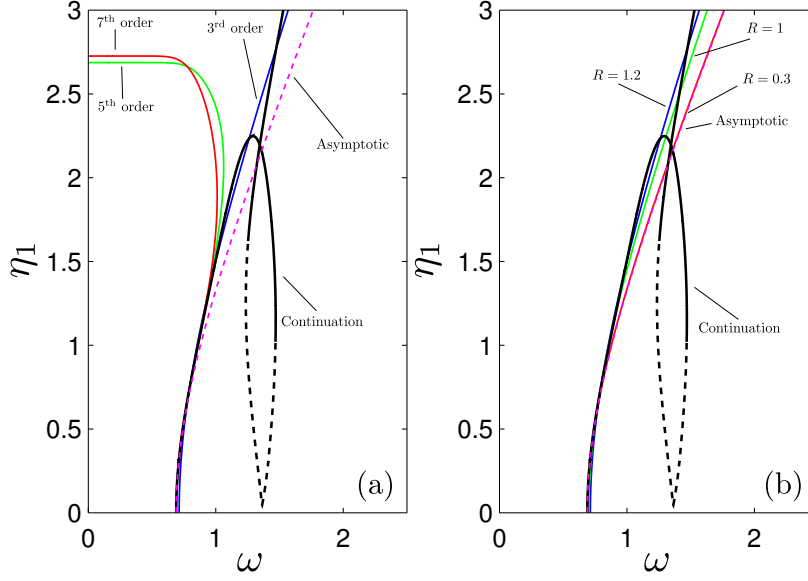 3
2.5
2
1.5
1
0.5
0
0
1
2
η₁
ω
7ᵗʰ order
5ᵗʰ order
3ʳᵈ order
Asymptotic
Continuation
(a)
3
2.5
2
1.5
1
0.5
0
0
1
2
η₁
ω
R = 1
R = 1.2
R = 0.3
Asymptotic
Continuation
(b)